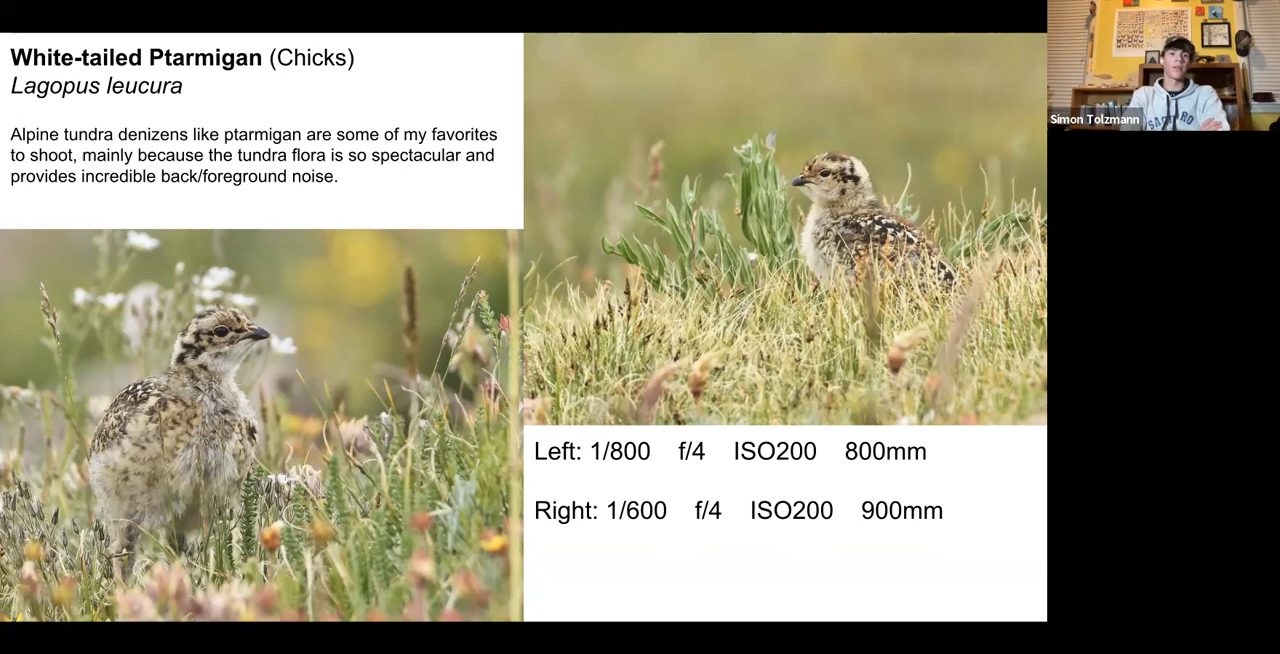 White-tailed Ptarmigan (Chicks)
Lagopus leucura
Alpine tundra denizens like ptarmigan are some of my favorites
to shoot, mainly because the tundra flora is so spectacular and
provides incredible back/foreground noise.
Left: 1/800 f/4 ISO200 800mm
Right: 1/600 f/4 ISO200 900mm
Simon Tolzmann